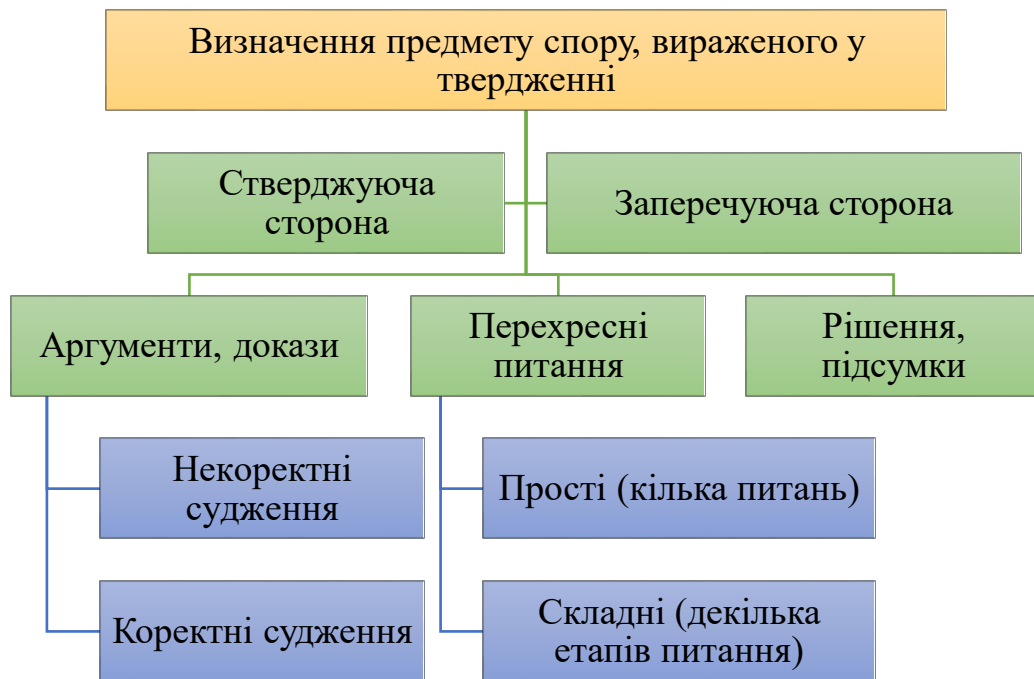 Визначення предмету спору, вираженого у
твердженні
Стверджуюча
сторона
Заперечуюча сторона
Аргументи, докази
Перехресні
питання
Рішення,
підсумки
Некоректні
судження
Прості (кілька питань)
Коректні судження
Складні (декілька
етапів питання)